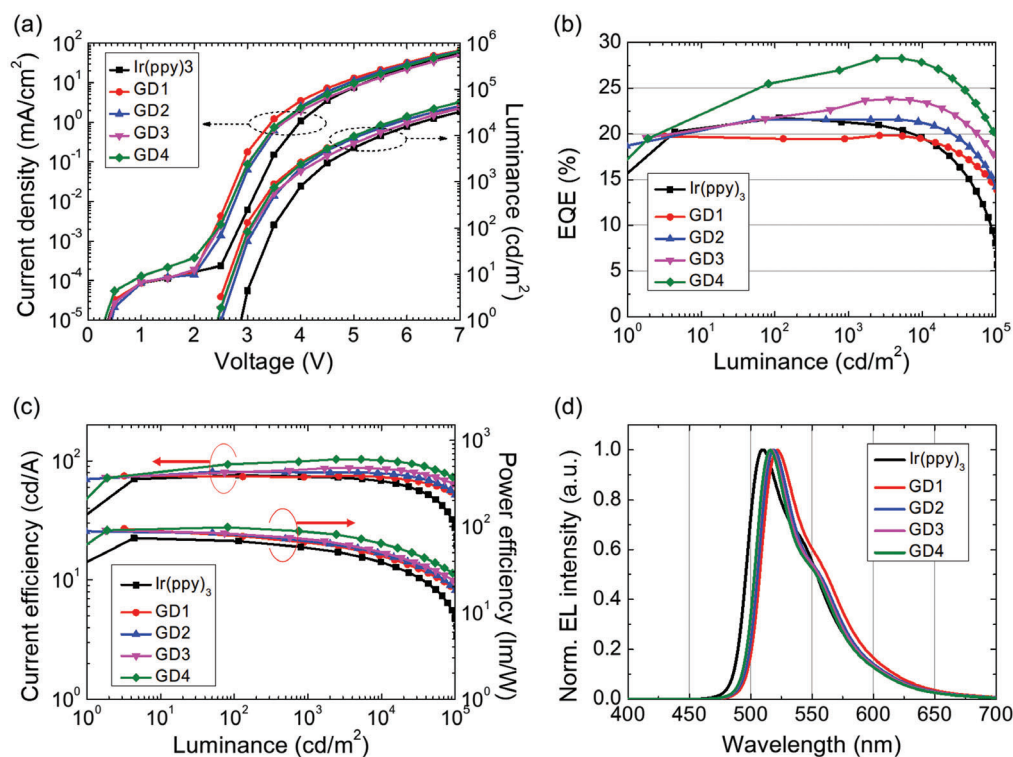 (a)
Current density (mA/cm²)
10²
10¹
10⁰
10⁻¹
10⁻²
10⁻³
10⁻⁴
10⁻⁵
Ir(ppy)3
GD1
GD2
GD3
GD4
10⁶
10⁵
10⁴
10³
10²
10¹
10⁰
Luminance (cd/m²)
0 1 2 3 4 5 6 7
Voltage (V)
(b)
EQE (%)
30
25
20
15
10
5
0
Ir(ppy)₃
GD1
GD2
GD3
GD4
10⁰ 10¹ 10² 10³ 10⁴ 10⁵
Luminance (cd/m²)
(c)
Current efficiency (cd/A)
10²
10¹
10⁰
Ir(ppy)₃
GD1
GD2
GD3
GD4
10³
10²
10¹
10⁰
Power efficiency (lm/W)
10⁰ 10¹ 10² 10³ 10⁴ 10⁵
Luminance (cd/m²)
(d)
Norm. EL intensity (a.u.)
1.0
0.8
0.6
0.4
0.2
0.0
Ir(ppy)₃
GD1
GD2
GD3
GD4
400 450 500 550 600 650 700
Wavelength (nm)